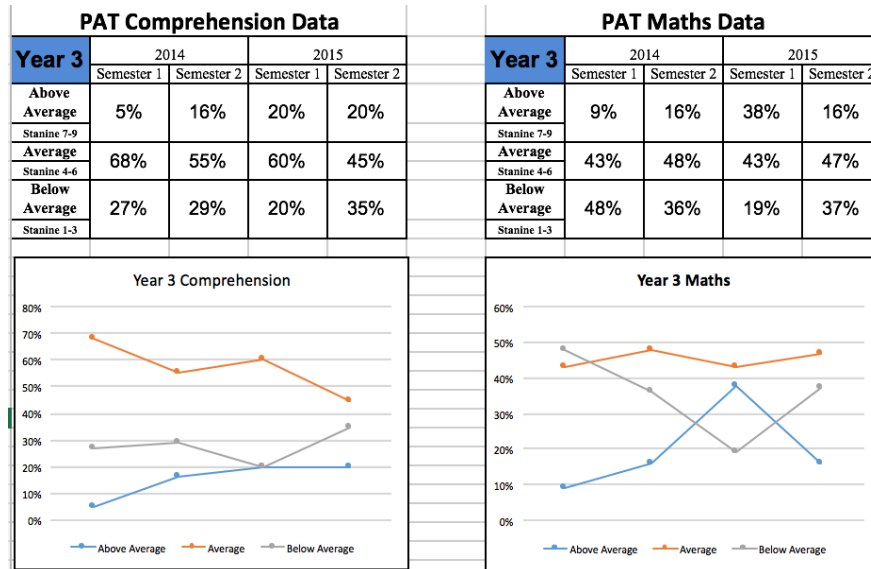 PAT Comprehension Data
Year 3
2014 2015
Semester 1 Semester 2 Semester 1 Semester 2
Above
Average 5% 16% 20% 20%
Stanine 7-9
Average 68% 55% 60% 45%
Stanine 4-6
Below
Average 27% 29% 20% 35%
Stanine 1-3
Year 3 Comprehension
80%
70%
60%
50%
40%
30%
20%
10%
0%
Above Average Average Below Average
PAT Maths Data
Year 3
2014 2015
Semester 1 Semester 2 Semester 1 Semester 2
Above
Average 9% 16% 38% 16%
Stanine 7-9
Average 43% 48% 43% 47%
Stanine 4-6
Below
Average 48% 36% 19% 37%
Stanine 1-3
Year 3 Maths
60%
50%
40%
30%
20%
10%
0%
Above Average Average Below Average